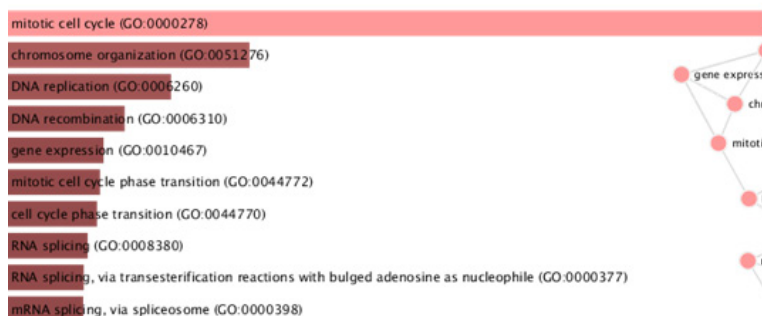 mitotic cell cycle (GO:0000278)
chromosome organization (GO:0051276)
DNA replication (GO:0006260)
DNA recombination (GO:0006310)
gene expression (GO:0010467)
mitotic cell cycle phase transition (GO:0044772)
cell cycle phase transition (GO:0044770)
RNA splicing (GO:0008380)
RNA splicing, via transesterification reactions with bulged adenosine as nucleophile (GO:0000377)
mRNA splicing, via spliceosome (GO:0000398)
gene express
chr
mitoti